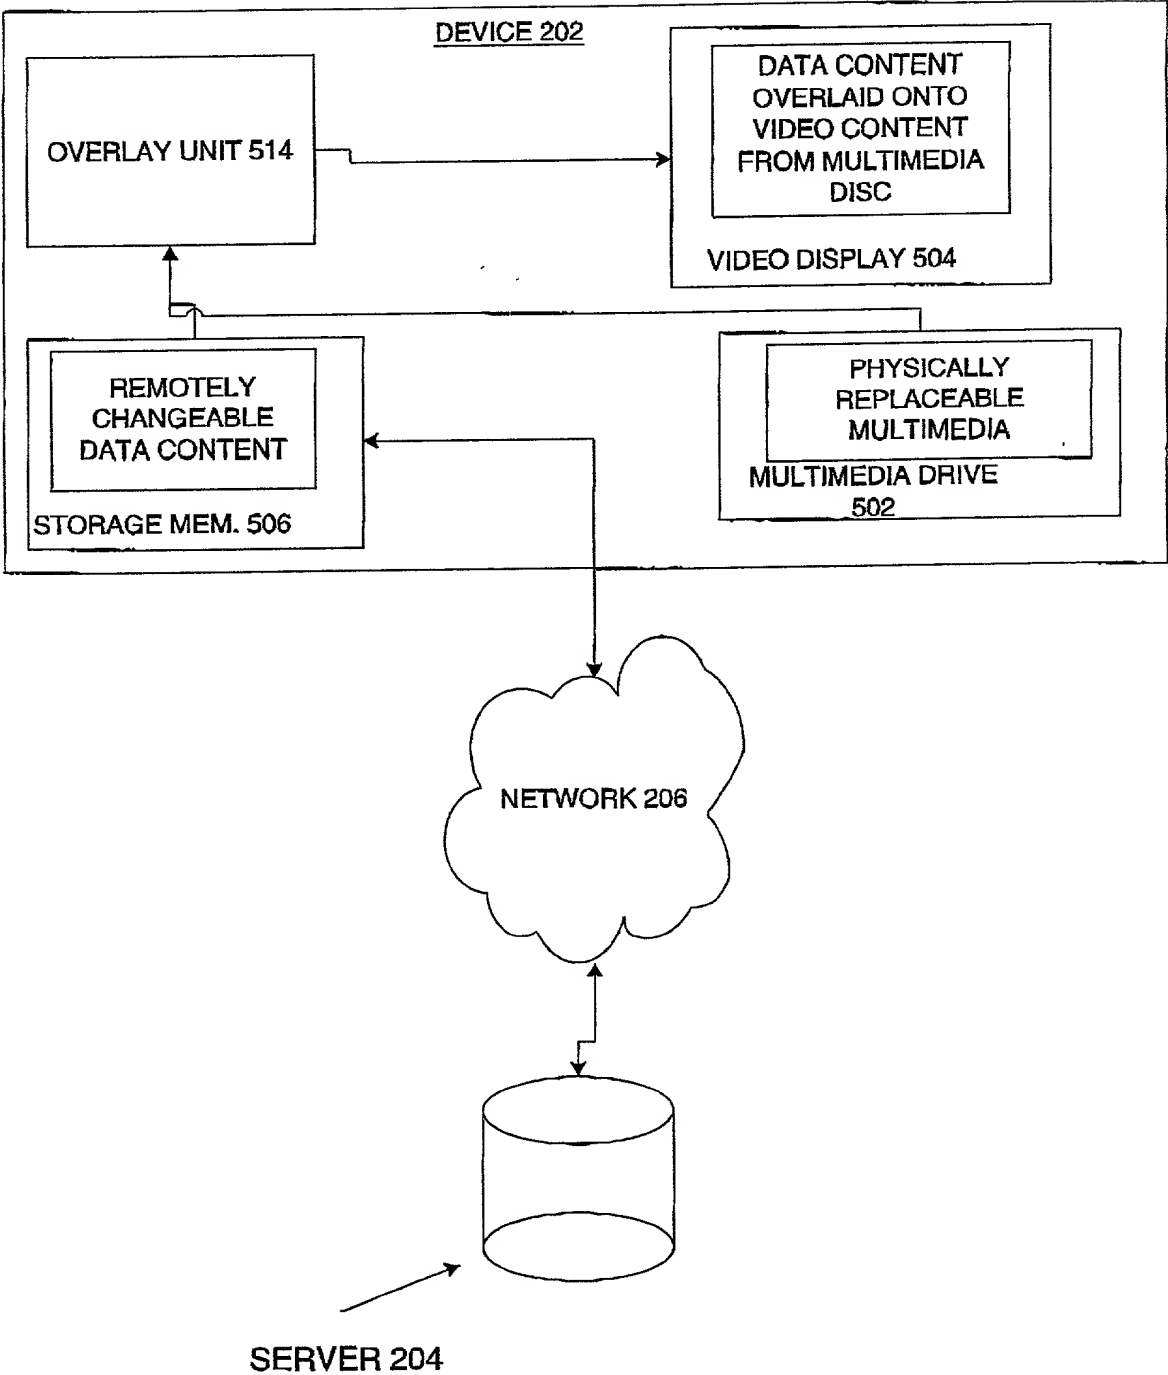 DEVICE 202
OVERLAY UNIT 514
DATA CONTENT
OVERLAID ONTO
VIDEO CONTENT
FROM MULTIMEDIA
DISC
VIDEO DISPLAY 504
REMOTELY
CHANGEABLE
DATA CONTENT
STORAGE MEM. 506
PHYSICALLY
REPLACEABLE
MULTIMEDIA
MULTIMEDIA DRIVE
502
NETWORK 206
SERVER 204